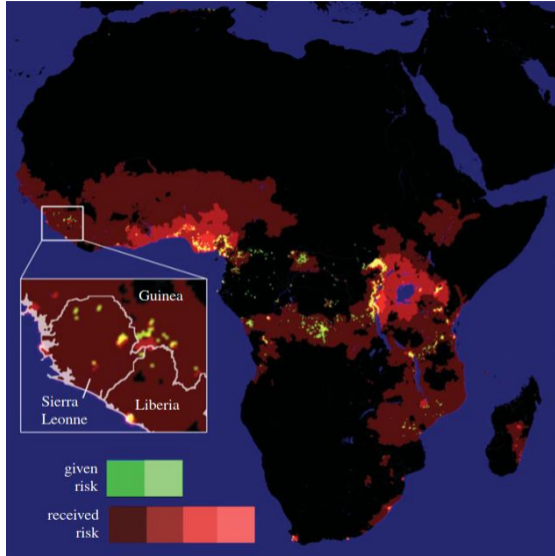 Guinea
Sierra
Leonne
Liberia
given
risk
received
risk